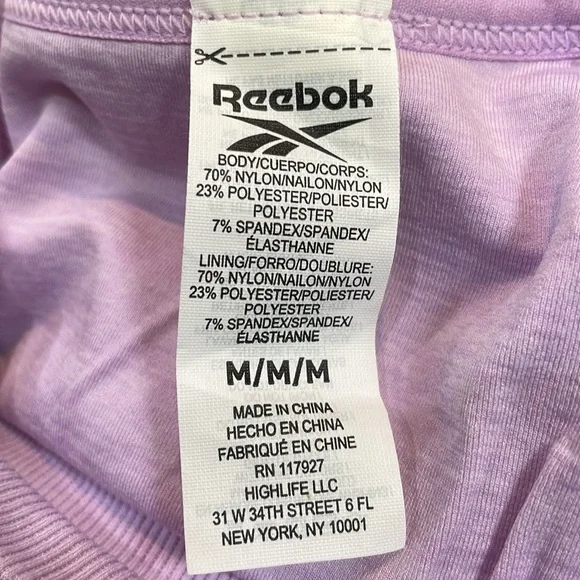 Reebok
BODY/CUERPO/CORPS:
70% NYLON/NAILON/NYLON
23% POLYESTER/POLIESTER/
POLYESTER
7% SPANDEX/SPANDEX/
ÉLASTHANNE
LINING/FORRO/DOUBLURE:
70% NYLON/NAILON/NYLON
23% POLYESTER/POLIESTER/
POLYESTER
7% SPANDEX/SPANDEX/
ÉLASTHANNE
M/M/M
MADE IN CHINA
HECHO EN CHINA
FABRIQUÉ EN CHINE
RN 117927
HIGHLIFE LLC
31 W 34TH STREET 6 FL
NEW YORK, NY 10001